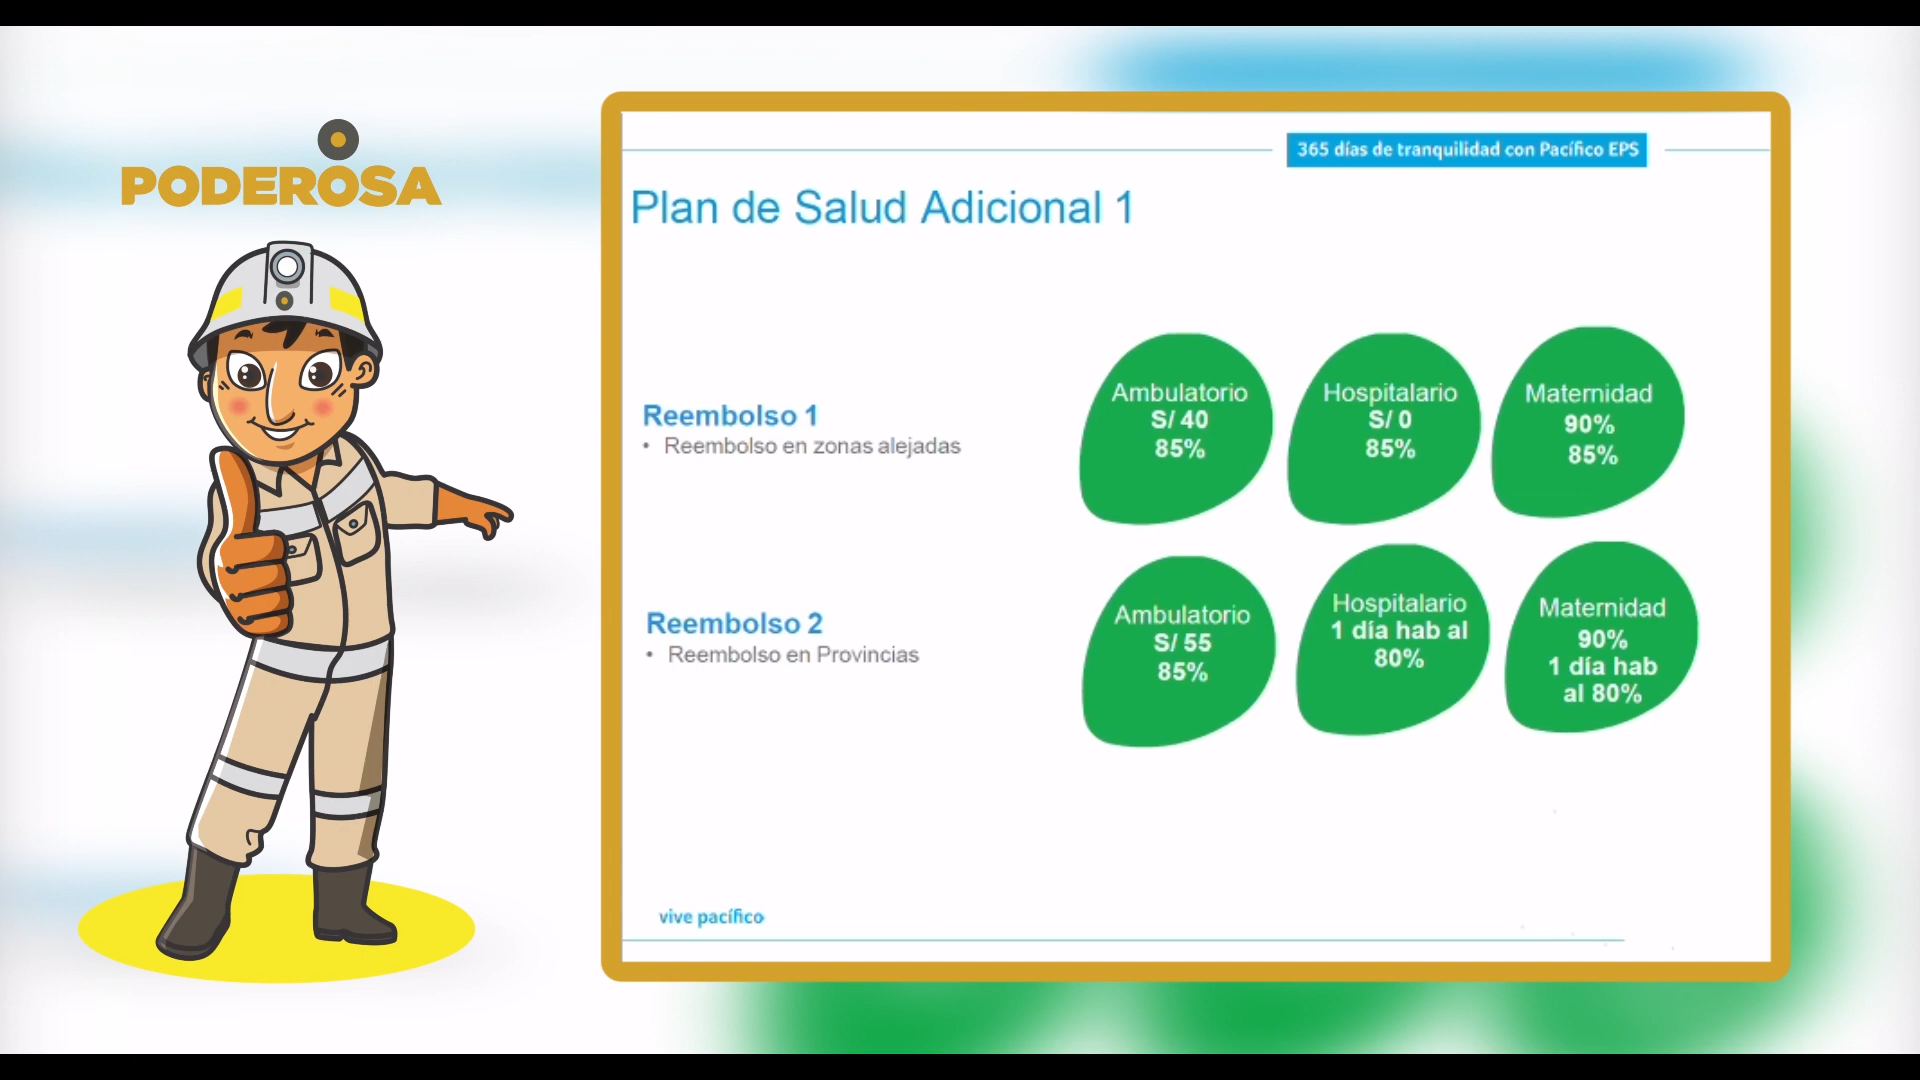 PODEROSA
365 días de tranquilidad con Pacífico EPS
Plan de Salud Adicional 1
Reembolso 1
• Reembolso en zonas alejadas
Ambulatorio
S/ 40
85%
Hospitalario
S/ 0
85%
Maternidad
90%
85%
Reembolso 2
• Reembolso en Provincias
Ambulatorio
S/ 55
85%
Hospitalario
1 día hab al
80%
Maternidad
90%
1 día hab
al 80%
vive pacífico